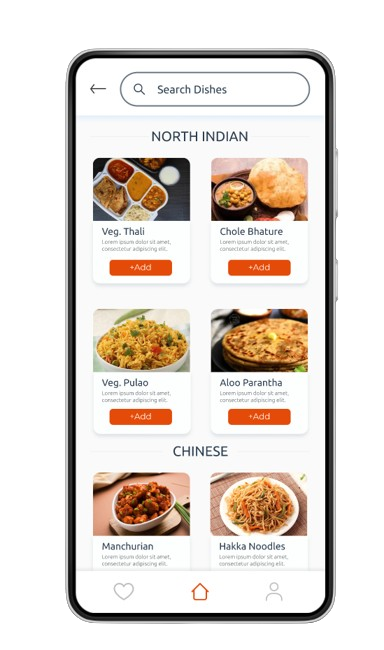 Search Dishes
NORTH INDIAN
Veg. Thali
Lorem ipsum dolor sit amet,
consectetur adipiscing elit.
+Add
Chole Bhature
Lorem ipsum dolor sit amet,
consectetur adipiscing elit.
+Add
Veg. Pulao
Lorem ipsum dolor sit amet,
consectetur adipiscing elit.
+Add
Aloo Parantha
Lorem ipsum dolor sit amet,
consectetur adipiscing elit.
+Add
CHINESE
Manchurian
Lorem ipsum dolor sit amet,
consectetur adipiscing elit.
Hakka Noodles
Lorem ipsum dolor sit amet,
consectetur adipiscing elit.